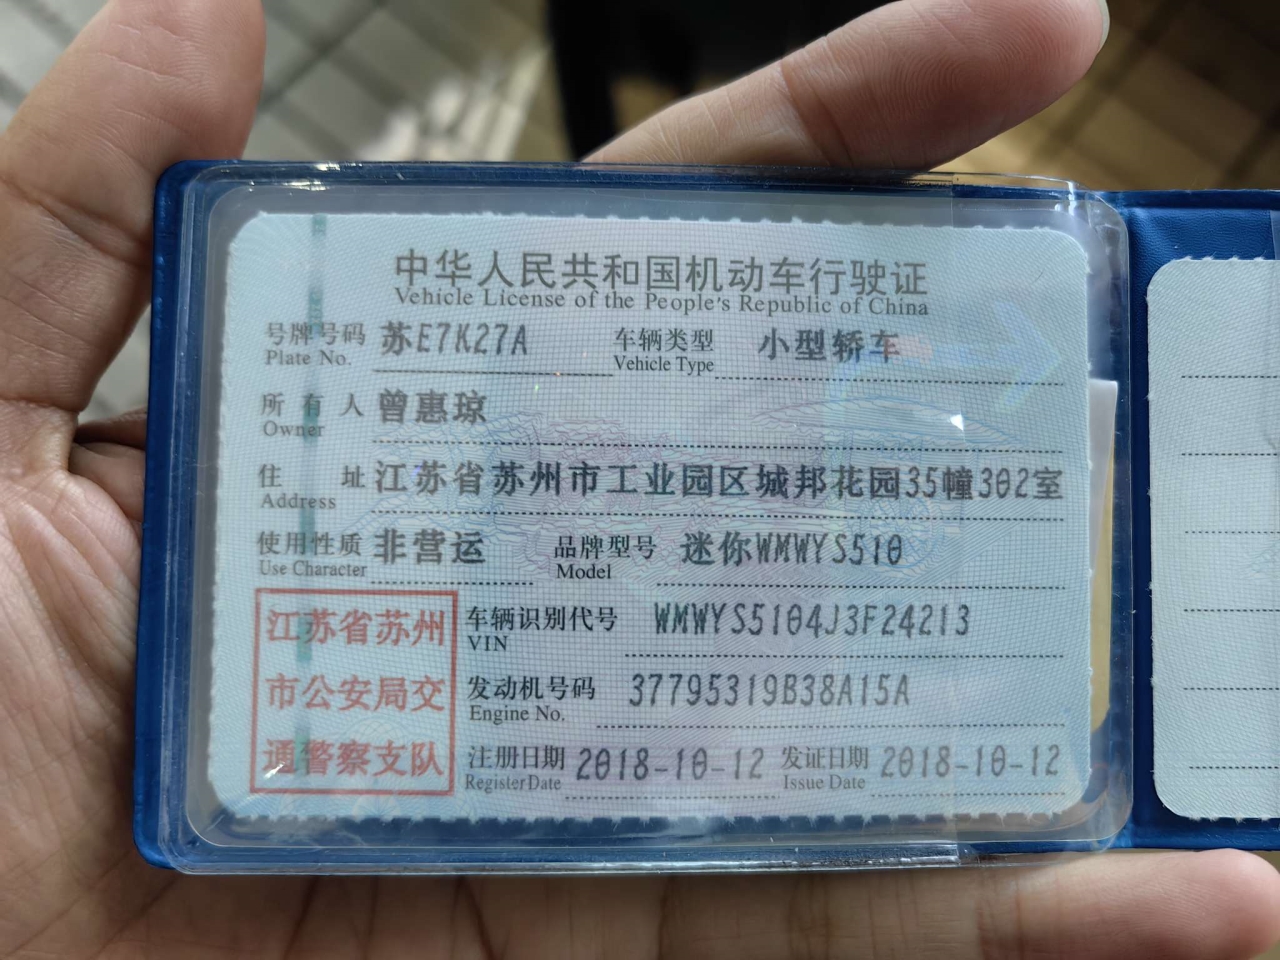 中华人民共和国机动车行驶证
Vehicle License of the People's Republic of China
号牌号码 苏E7K27A 车辆类型 小型轿车
Plate No. Vehicle Type
所有人 曾惠琼
Owner
住址 江苏省苏州市工业园区城邦花园35幢302室
Address
使用性质 非营运 品牌型号 迷你WMWYS510
Use Character Model
江苏省苏州
市公安局交
通警察支队
车辆识别代号 WMWYS5104J3F24213
VIN
发动机号码 37795319B38A15A
Engine No.
注册日期 2018-10-12 发证日期 2018-10-12
Register Date Issue Date